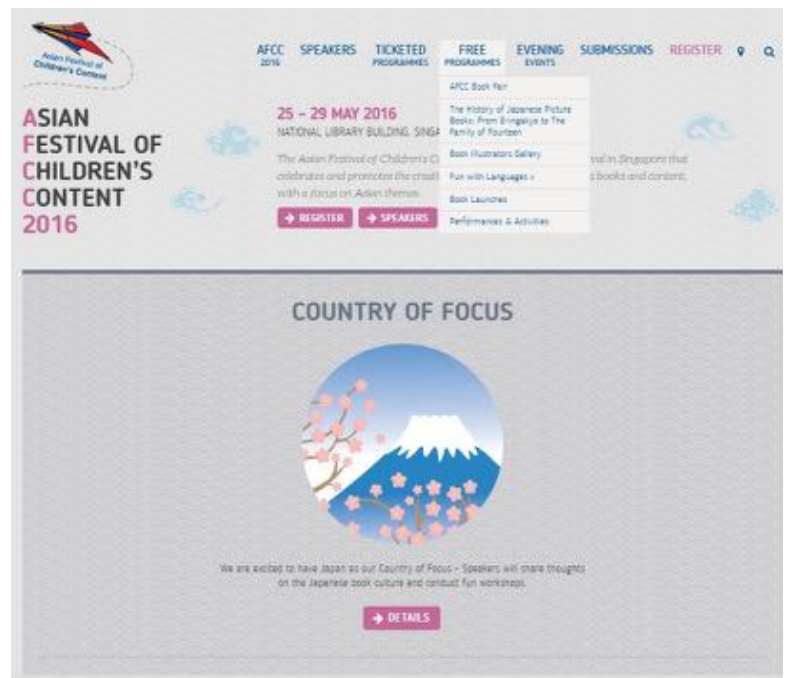 Asian Festival of
Children's Content
AFCC
2016
SPEAKERS
TICKETED
PROGRAMMES
FREE
PROGRAMMES
EVENING
EVENTS
SUBMISSIONS
REGISTER
AFCC Book Fair
The History of Japanese Picture
Books: From Eringakyo to The
Family of Fourteen
Book Illustrators Gallery
Fun with Languages »
Book Launches
Performances & Activities
ASIAN
FESTIVAL OF
CHILDREN'S
CONTENT
2016
25 – 29 MAY 2016
NATIONAL LIBRARY BUILDING, SINGA
The Asian Festival of Children's C val in Singapore that
celebrates and promotes the creati books and content,
with a focus on Asian themes.
REGISTER
SPEAKERS
COUNTRY OF FOCUS
We are excited to have Japan as our Country of Focus - Speakers will share thoughts
on the Japanese book culture and conduct fun workshops.
DETAILS